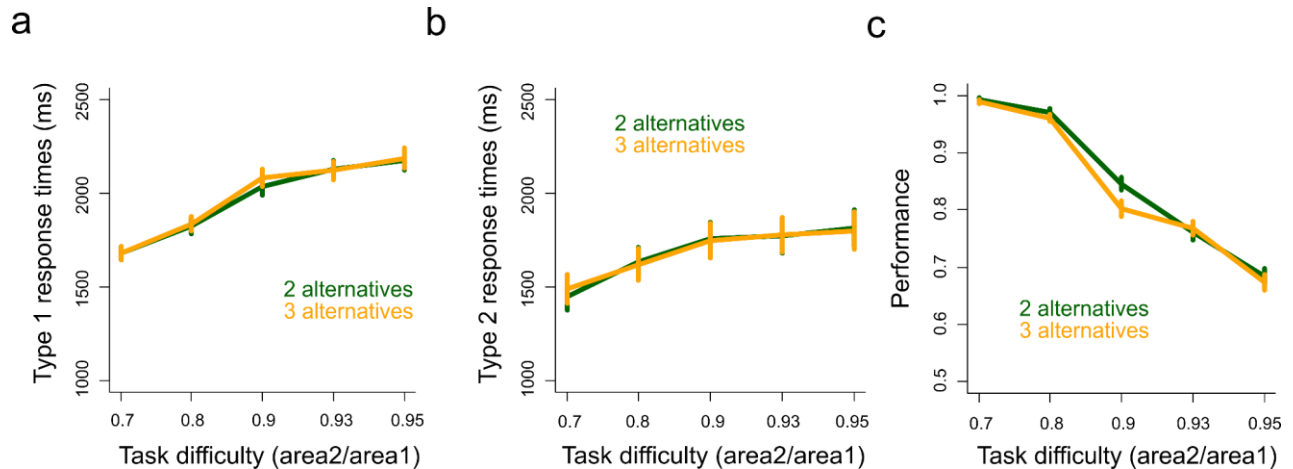 a
b
c
Type 1 response times (ms)
2500
2000
1500
1000
2 alternatives
3 alternatives
0.7 0.8 0.9 0.93 0.95
Task difficulty (area2/area1)
Type 2 response times (ms)
2500
2000
1500
1000
2 alternatives
3 alternatives
0.7 0.8 0.9 0.93 0.95
Task difficulty (area2/area1)
Performance
1.0
0.9
0.8
0.7
0.6
0.5
2 alternatives
3 alternatives
0.7 0.8 0.9 0.93 0.95
Task difficulty (area2/area1)